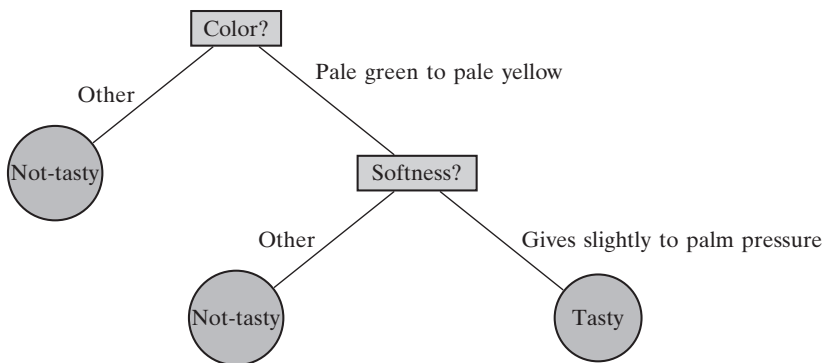 Color?
Pale green to pale yellow
Other
Not-tasty
Softness?
Other
Gives slightly to palm pressure
Not-tasty
Tasty